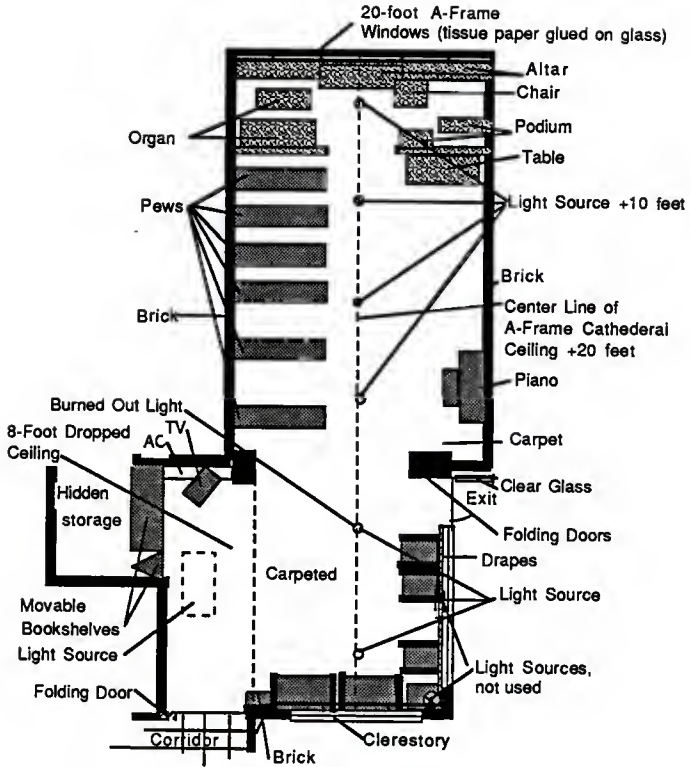 20-foot A-Frame
Windows (tissue paper glued on glass)
Altar
Chair
Organ
Podium
Table
Pews
Light Source +10 feet
Brick
Brick
Center Line of
A-Frame Cathederal
Ceiling +20 feet
Piano
Burned Out Light
TV
8-Foot Dropped
Ceiling
AC
Carpet
Clear Glass
Exit
Hidden
storage
Folding Doors
Drapes
Carpeted
Light Source
Movable
Bookshelves
Light Source
Light Sources,
not used
Folding Door
Corridor
Brick
Clerestory